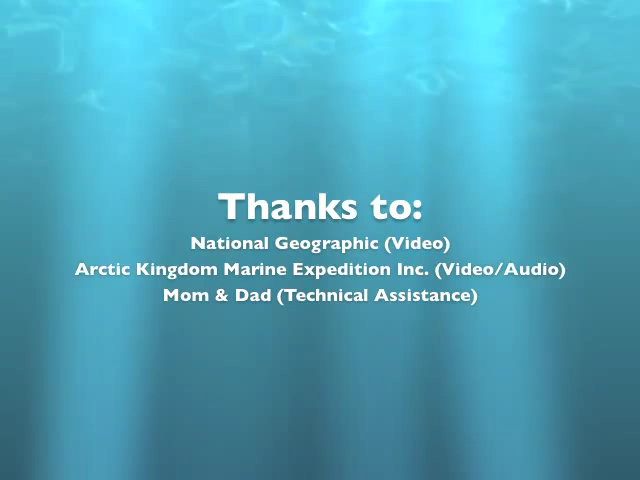 Thanks to:
National Geographic (Video)
Arctic Kingdom Marine Expedition Inc. (Video/Audio)
Mom & Dad (Technical Assistance)